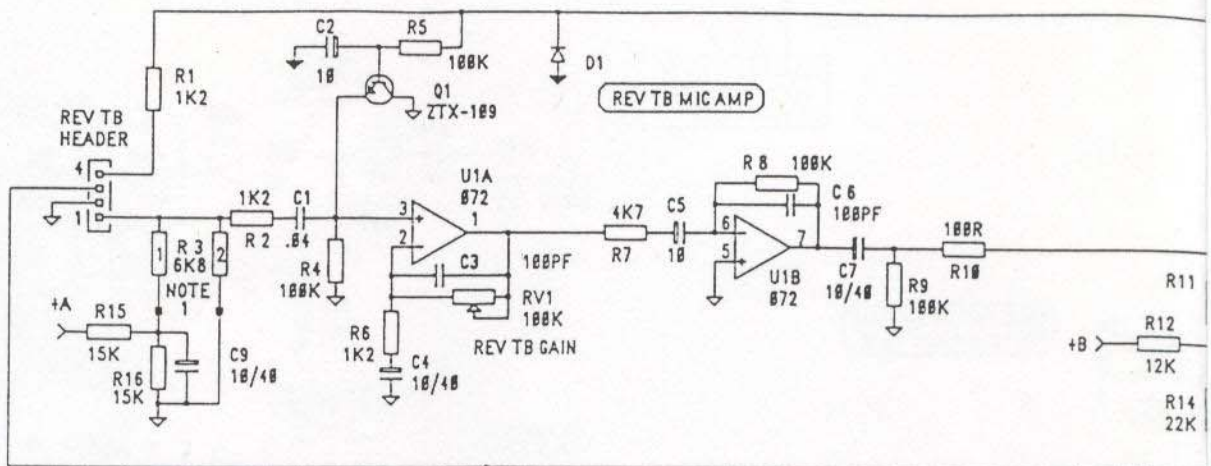 C2
10
R5
100K
D1
R1
1K2
Q1
ZTX-109
REV TB MIC AMP
REV TB
HEADER
4
1
1K2
R2
C1
.04
U1A
072
3
2
1
+
-
R8
100K
C6
100PF
4K7
R7
C5
10
6
5
7
-
+
U1B
072
C7
10/40
100R
R10
R9
100K
R11
1
R3
6K8
2
NOTE
1
R4
100K
C3
100PF
RV1
100K
REV TB GAIN
R6
1K2
C4
10/40
+A
R15
15K
R16
15K
C9
10/40
+B
R12
12K
R14
22K